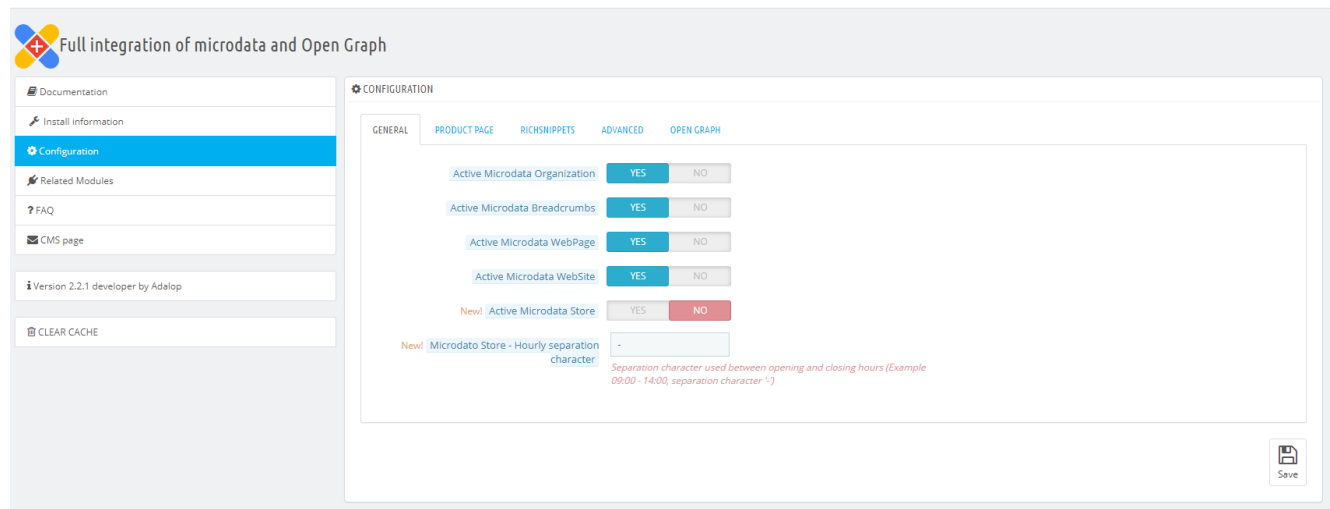 Full integration of microdata and Open Graph
Documentation
Install information
Configuration
Related Modules
? FAQ
CMS page
i Version 2.2.1 developer by Adalop
CLEAR CACHE
CONFIGURATION
GENERAL PRODUCT PAGE RICHSNIPPETS ADVANCED OPEN GRAPH
Active Microdata Organization YES NO
Active Microdata Breadcrumbs YES NO
Active Microdata WebPage YES NO
Active Microdata WebSite YES NO
New! Active Microdata Store YES NO
New! Microdato Store - Hourly separation -
character
Separation character used between opening and closing hours (Example
09:00 - 14:00, separation character '-')
Save